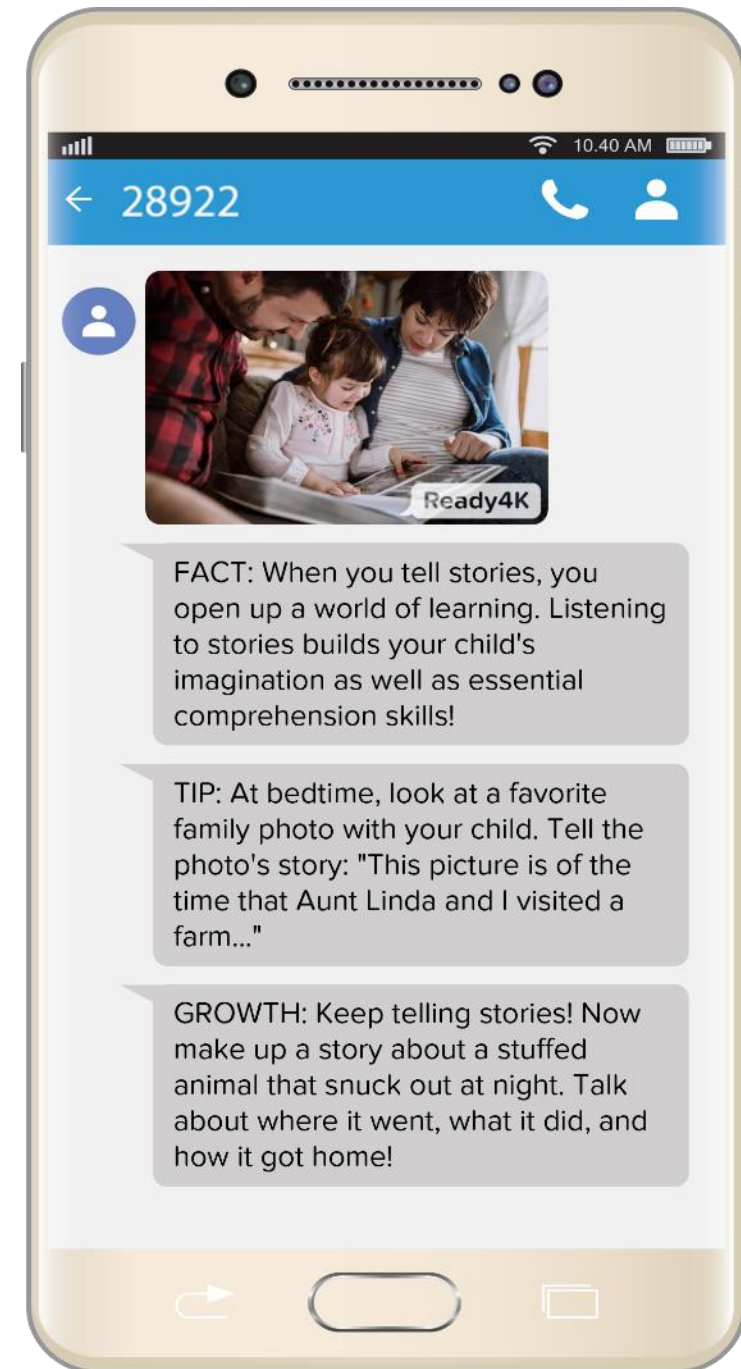 10.40 AM
28922
Ready4K
FACT: When you tell stories, you
open up a world of learning. Listening
to stories builds your child's
imagination as well as essential
comprehension skills!
TIP: At bedtime, look at a favorite
family photo with your child. Tell the
photo's story: "This picture is of the
time that Aunt Linda and I visited a
farm..."
GROWTH: Keep telling stories! Now
make up a story about a stuffed
animal that snuck out at night. Talk
about where it went, what it did, and
how it got home!